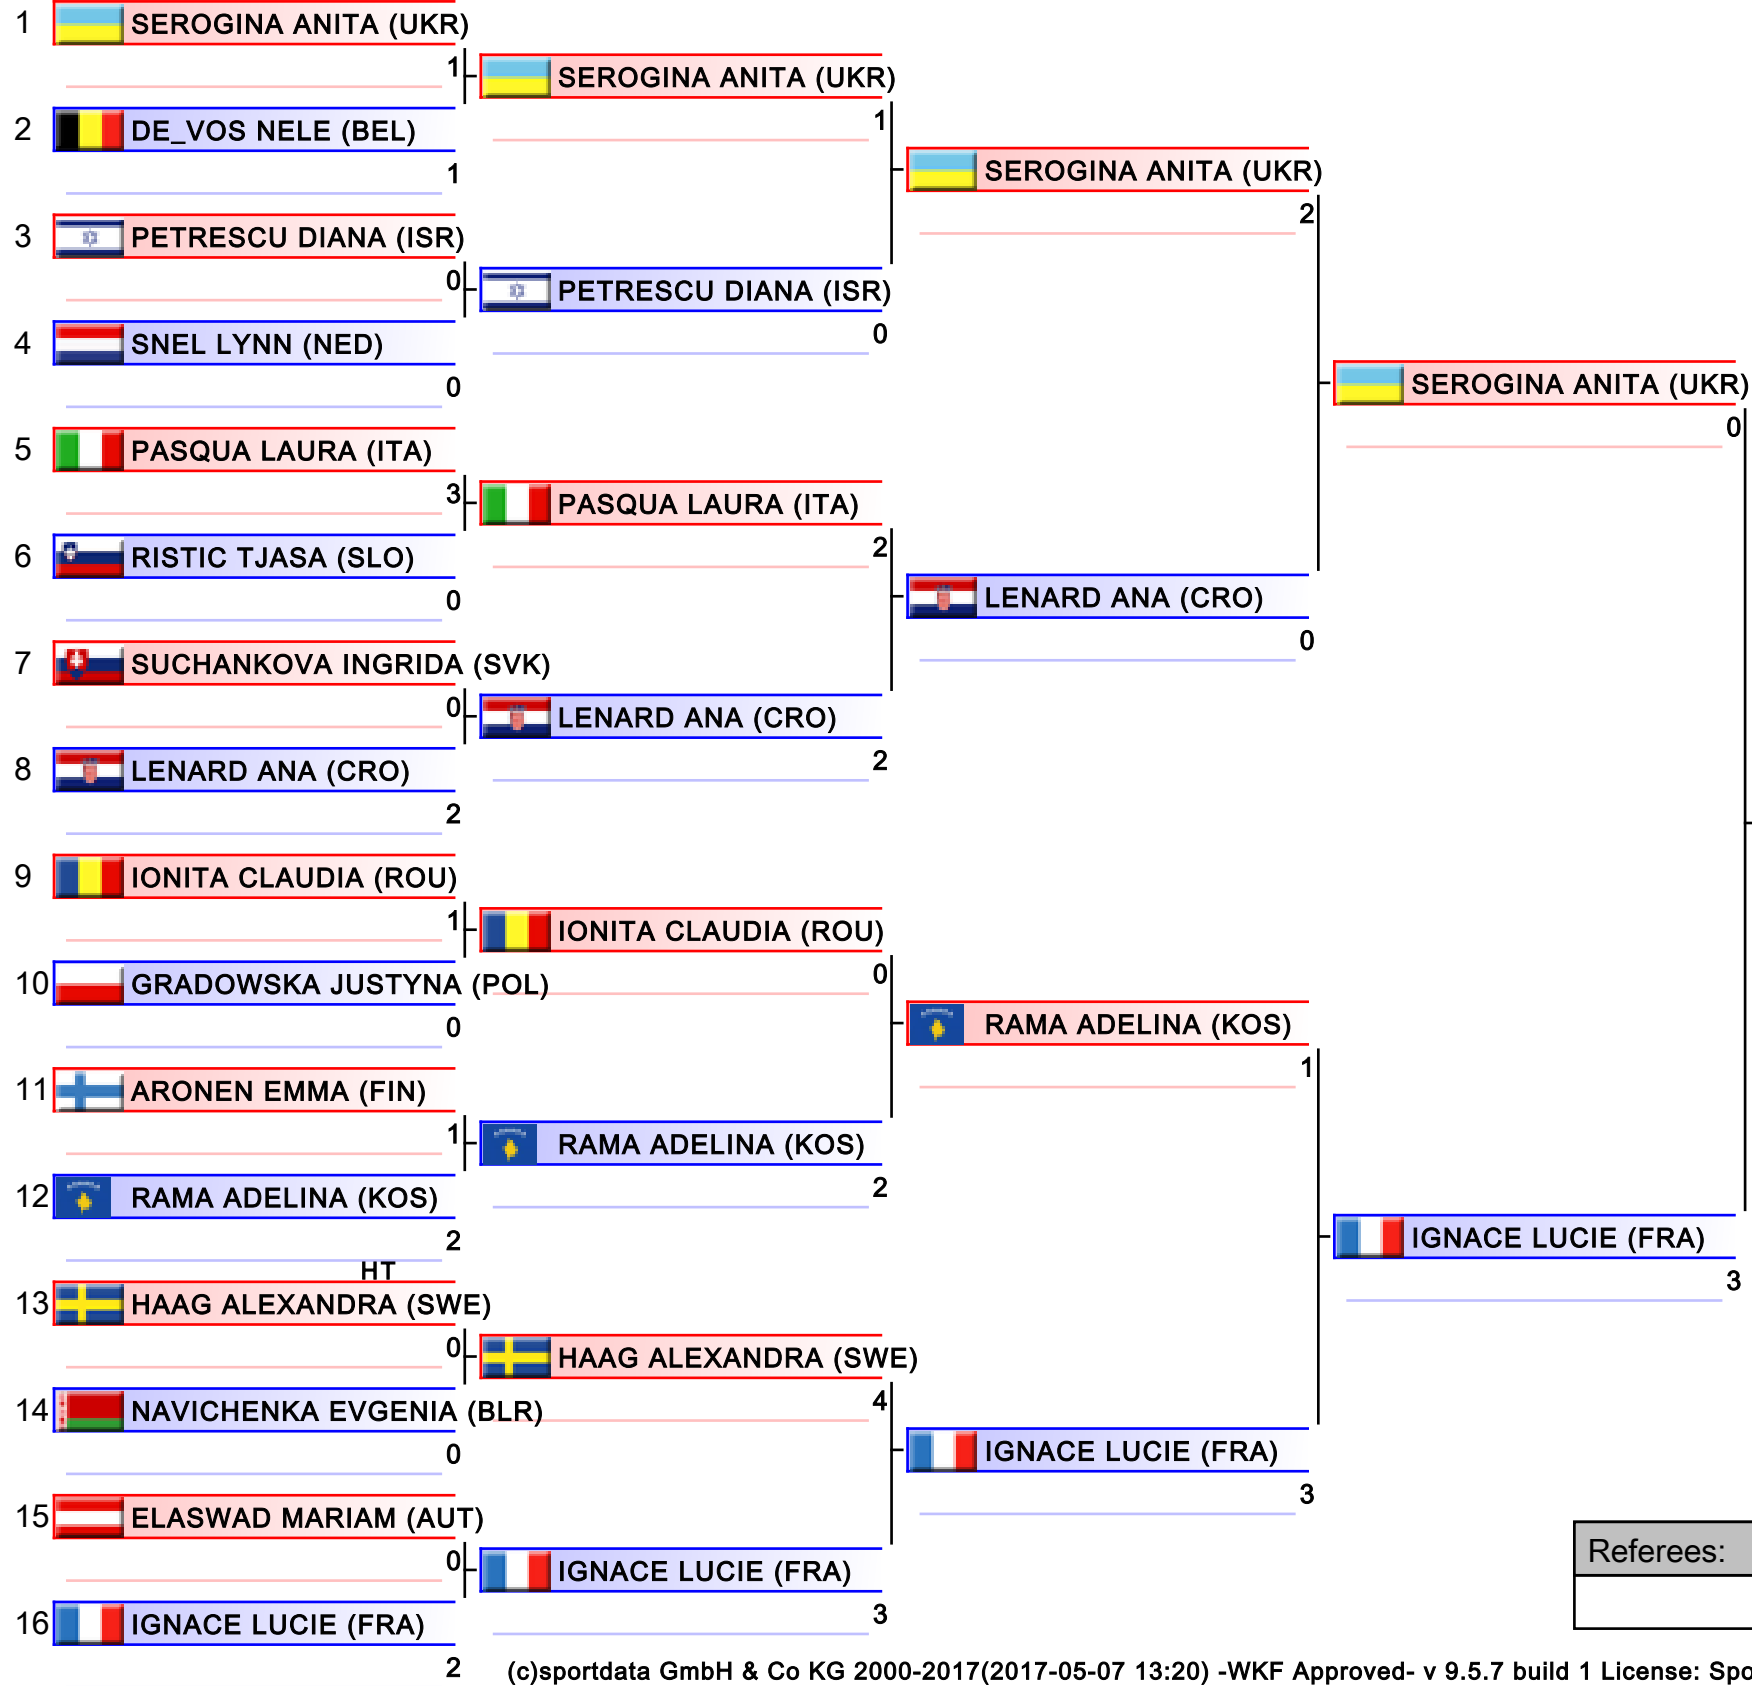 1 SEROGINA ANITA (UKR)
1
SEROGINA ANITA (UKR)
1
2 DE_VOS NELE (BEL)
1
SEROGINA ANITA (UKR)
2
3 PETRESCU DIANA (ISR)
0
PETRESCU DIANA (ISR)
0
4 SNEL LYNN (NED)
0
SEROGINA ANITA (UKR)
0
5 PASQUA LAURA (ITA)
3
PASQUA LAURA (ITA)
2
6 RISTIC TJASA (SLO)
0
LENARD ANA (CRO)
0
7 SUCHANKOVA INGRIDA (SVK)
0
LENARD ANA (CRO)
2
8 LENARD ANA (CRO)
2
9 IONITA CLAUDIA (ROU)
1
IONITA CLAUDIA (ROU)
0
10 GRADOWSKA JUSTYNA (POL)
0
RAMA ADELINA (KOS)
1
11 ARONEN EMMA (FIN)
1
RAMA ADELINA (KOS)
2
12 RAMA ADELINA (KOS)
2
IGNACE LUCIE (FRA)
3
HT
13 HAAG ALEXANDRA (SWE)
0
HAAG ALEXANDRA (SWE)
4
14 NAVICHENKA EVGENIA (BLR)
0
IGNACE LUCIE (FRA)
3
15 ELASWAD MARIAM (AUT)
0
IGNACE LUCIE (FRA)
3
Referees:
16 IGNACE LUCIE (FRA)
2
(c)sportdata GmbH & Co KG 2000-2017(2017-05-07 13:20) -WKF Approved- v 9.5.7 build 1 License: Spo